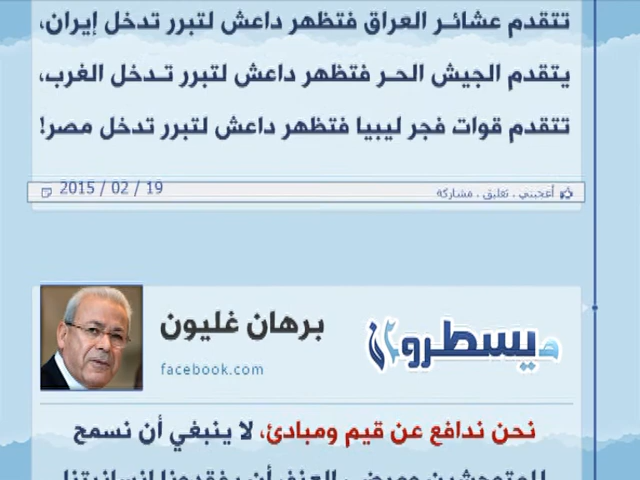 تتقدم عشائر العراق فتظهر داعش لتبرر تدخل إيران،
يتقدم الجيش الحر فتظهر داعش لتبرر تدخل الغرب،
تتقدم قوات فجر ليبيا فتظهر داعش لتبرر تدخل مصر!
أعجبني . تعليق . مشاركة
2015 / 02 / 19
يسطرون
برهان غليون
facebook.com
نحن ندافع عن قيم ومبادئ، لا ينبغي أن نسمح